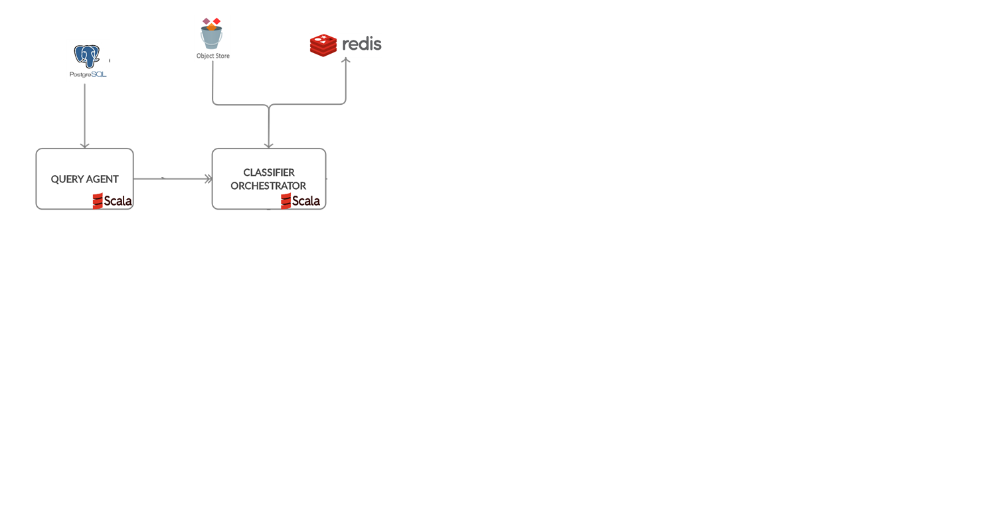 Object Store
redis
PostgreSQL
QUERY AGENT
Scala
CLASSIFIER
ORCHESTRATOR
Scala